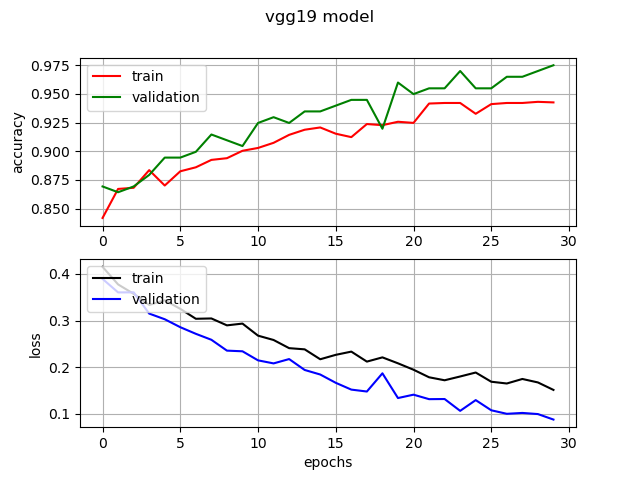 vgg19 model
0.975
0.950
0.925
0.900
0.875
0.850
accuracy
train
validation
0 5 10 15 20 25 30
0.4
0.3
0.2
0.1
loss
train
validation
0 5 10 15 20 25 30
epochs